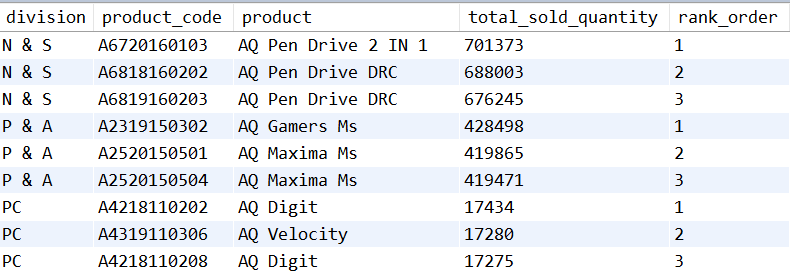 division product_code product total_sold_quantity rank_order
N & S A6720160103 AQ Pen Drive 2 IN 1 701373 1
N & S A6818160202 AQ Pen Drive DRC 688003 2
N & S A6819160203 AQ Pen Drive DRC 676245 3
P & A A2319150302 AQ Gamers Ms 428498 1
P & A A2520150501 AQ Maxima Ms 419865 2
P & A A2520150504 AQ Maxima Ms 419471 3
PC A4218110202 AQ Digit 17434 1
PC A4319110306 AQ Velocity 17280 2
PC A4218110208 AQ Digit 17275 3